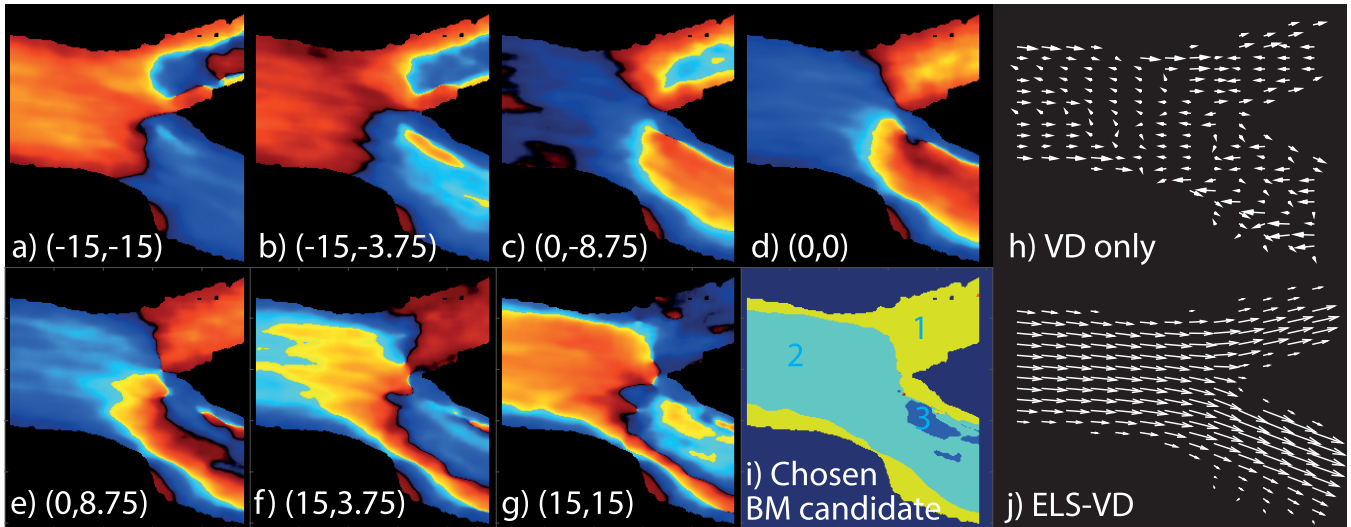 a) (-15,-15)
b) (-15,-3.75)
c) (0,-8.75)
d) (0,0)
h) VD only
e) (0,8.75)
f) (15,3.75)
g) (15,15)
1
2
3
i) Chosen
BM candidate
j) ELS-VD